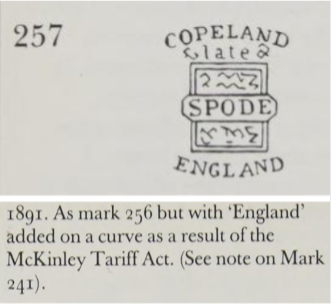 257
COPELAND
late
SPODE
ENGLAND
1891. As mark 256 but with ‘England’
added on a curve as a result of the
McKinley Tariff Act. (See note on Mark
241).